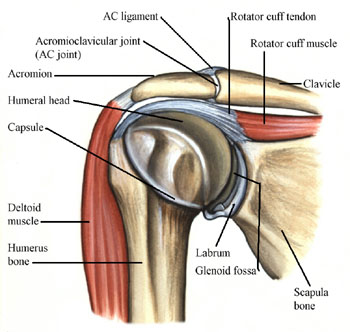 AC ligament
Rotator cuff tendon
Acromioclavicular joint
(AC joint)
Rotator cuff muscle
Acromion
Clavicle
Humeral head
Capsule
Deltoid
muscle
Humerus
bone
Labrum
Glenoid fossa
Scapula
bone